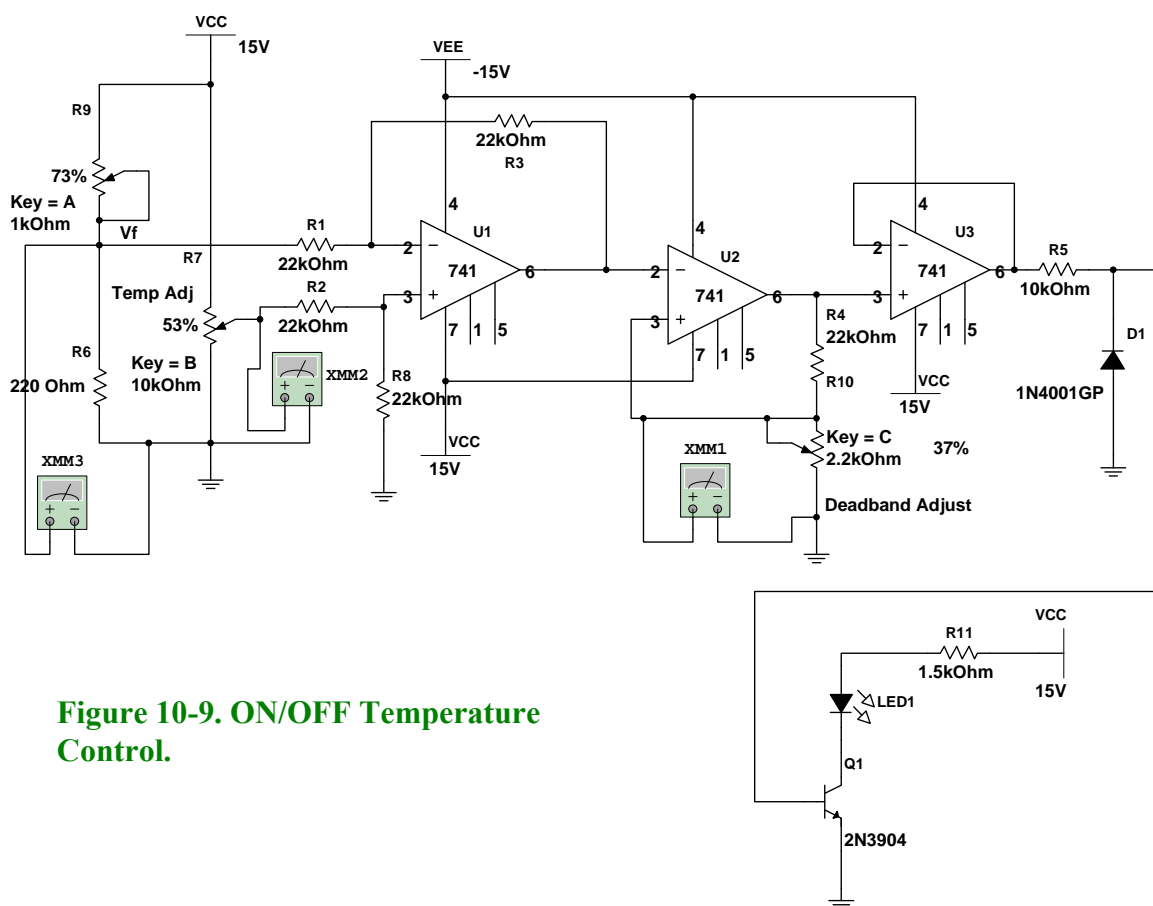 VCC
15V
VEE
-15V
R9
73%
Key = A
1kOhm
Vf
R7
Temp Adj
53%
Key = B
10kOhm
R6
220 Ohm
XMM3
+ −
XMM2
+ −
R1
22kOhm
R2
22kOhm
R8
22kOhm
22kOhm
R3
4
U1
2
−
741
6
3
+
7
1
5
VCC
15V
4
U2
2
−
741
6
3
+
7
1
5
R4
22kOhm
R10
Key = C
2.2kOhm
37%
Deadband Adjust
XMM1
+ −
4
U3
2
−
741
6
3
+
7
1
5
VCC
15V
R5
10kOhm
D1
1N4001GP
VCC
15V
R11
1.5kOhm
LED1
Q1
2N3904
Figure 10-9. ON/OFF Temperature
Control.